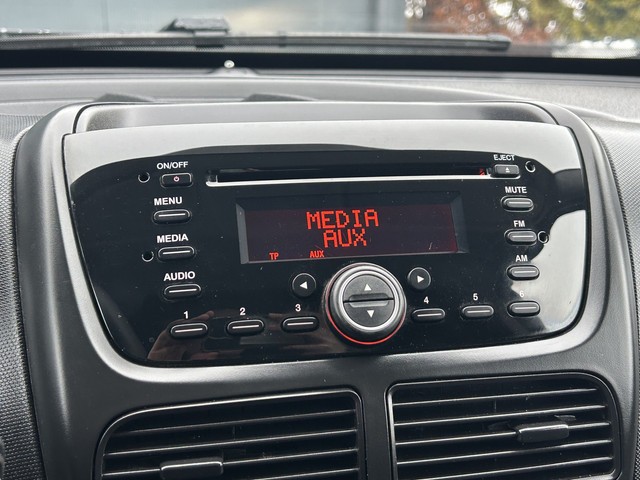 ON/OFF
EJECT
MENU
MUTE
MEDIA
AUX
MEDIA
FM
TP AUX
AUDIO
AM
1 2 3 4 5 6